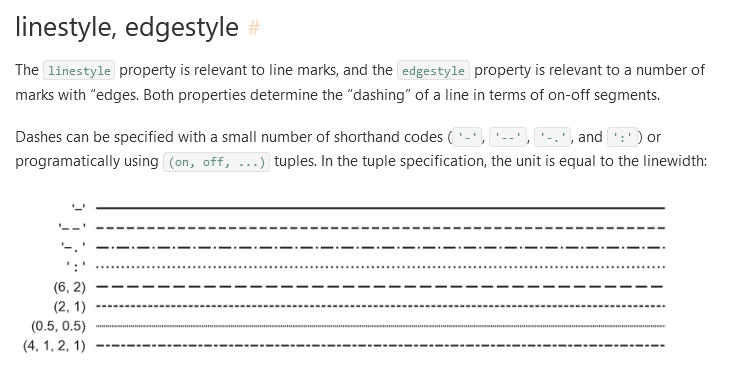 linestyle, edgestyle #
The linestyle property is relevant to line marks, and the edgestyle property is relevant to a number of
marks with “edges. Both properties determine the “dashing” of a line in terms of on-off segments.
Dashes can be specified with a small number of shorthand codes ( '-' , '--' , '-.' , and ':' ) or
programatically using (on, off, ...) tuples. In the tuple specification, the unit is equal to the linewidth:
'-'
'--'
'-.'
':'
(6, 2)
(2, 1)
(0.5, 0.5)
(4, 1, 2, 1)